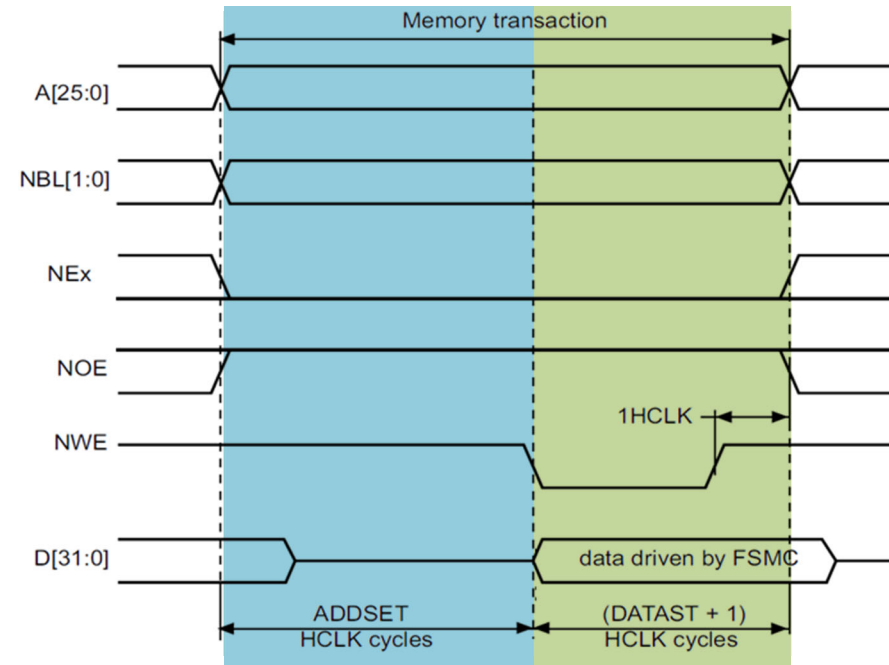 Memory transaction
A[25:0]
NBL[1:0]
NEx
NOE
1HCLK
NWE
D[31:0]
data driven by FSMC
ADDSET
HCLK cycles
(DATAST + 1)
HCLK cycles